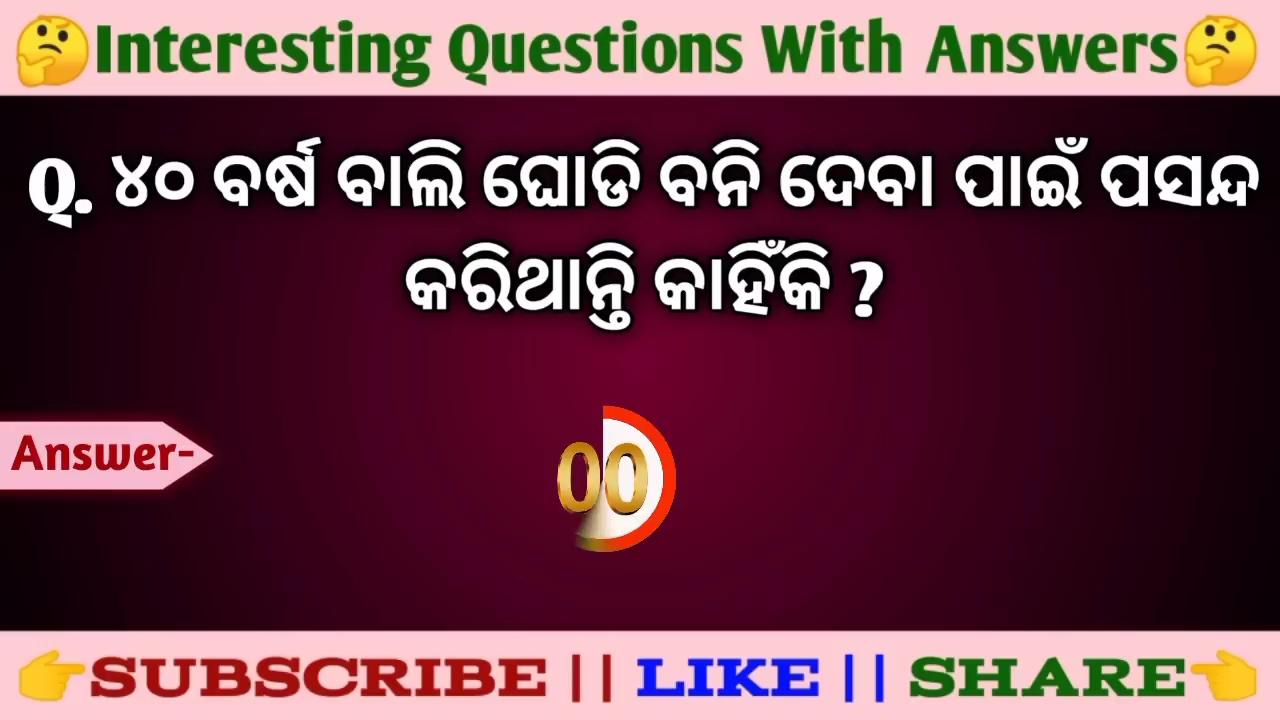 🤔Interesting Questions With Answers🤔
Q. ୪୦ ବର୍ଷ ବାଲି ଘୋଡି ବନି ଦେବା ପାଇଁ ପସନ୍ଦ
କରିଥାନ୍ତି କାହିଁକି ?
Answer-
00
👉SUBSCRIBE || LIKE || SHARE👈